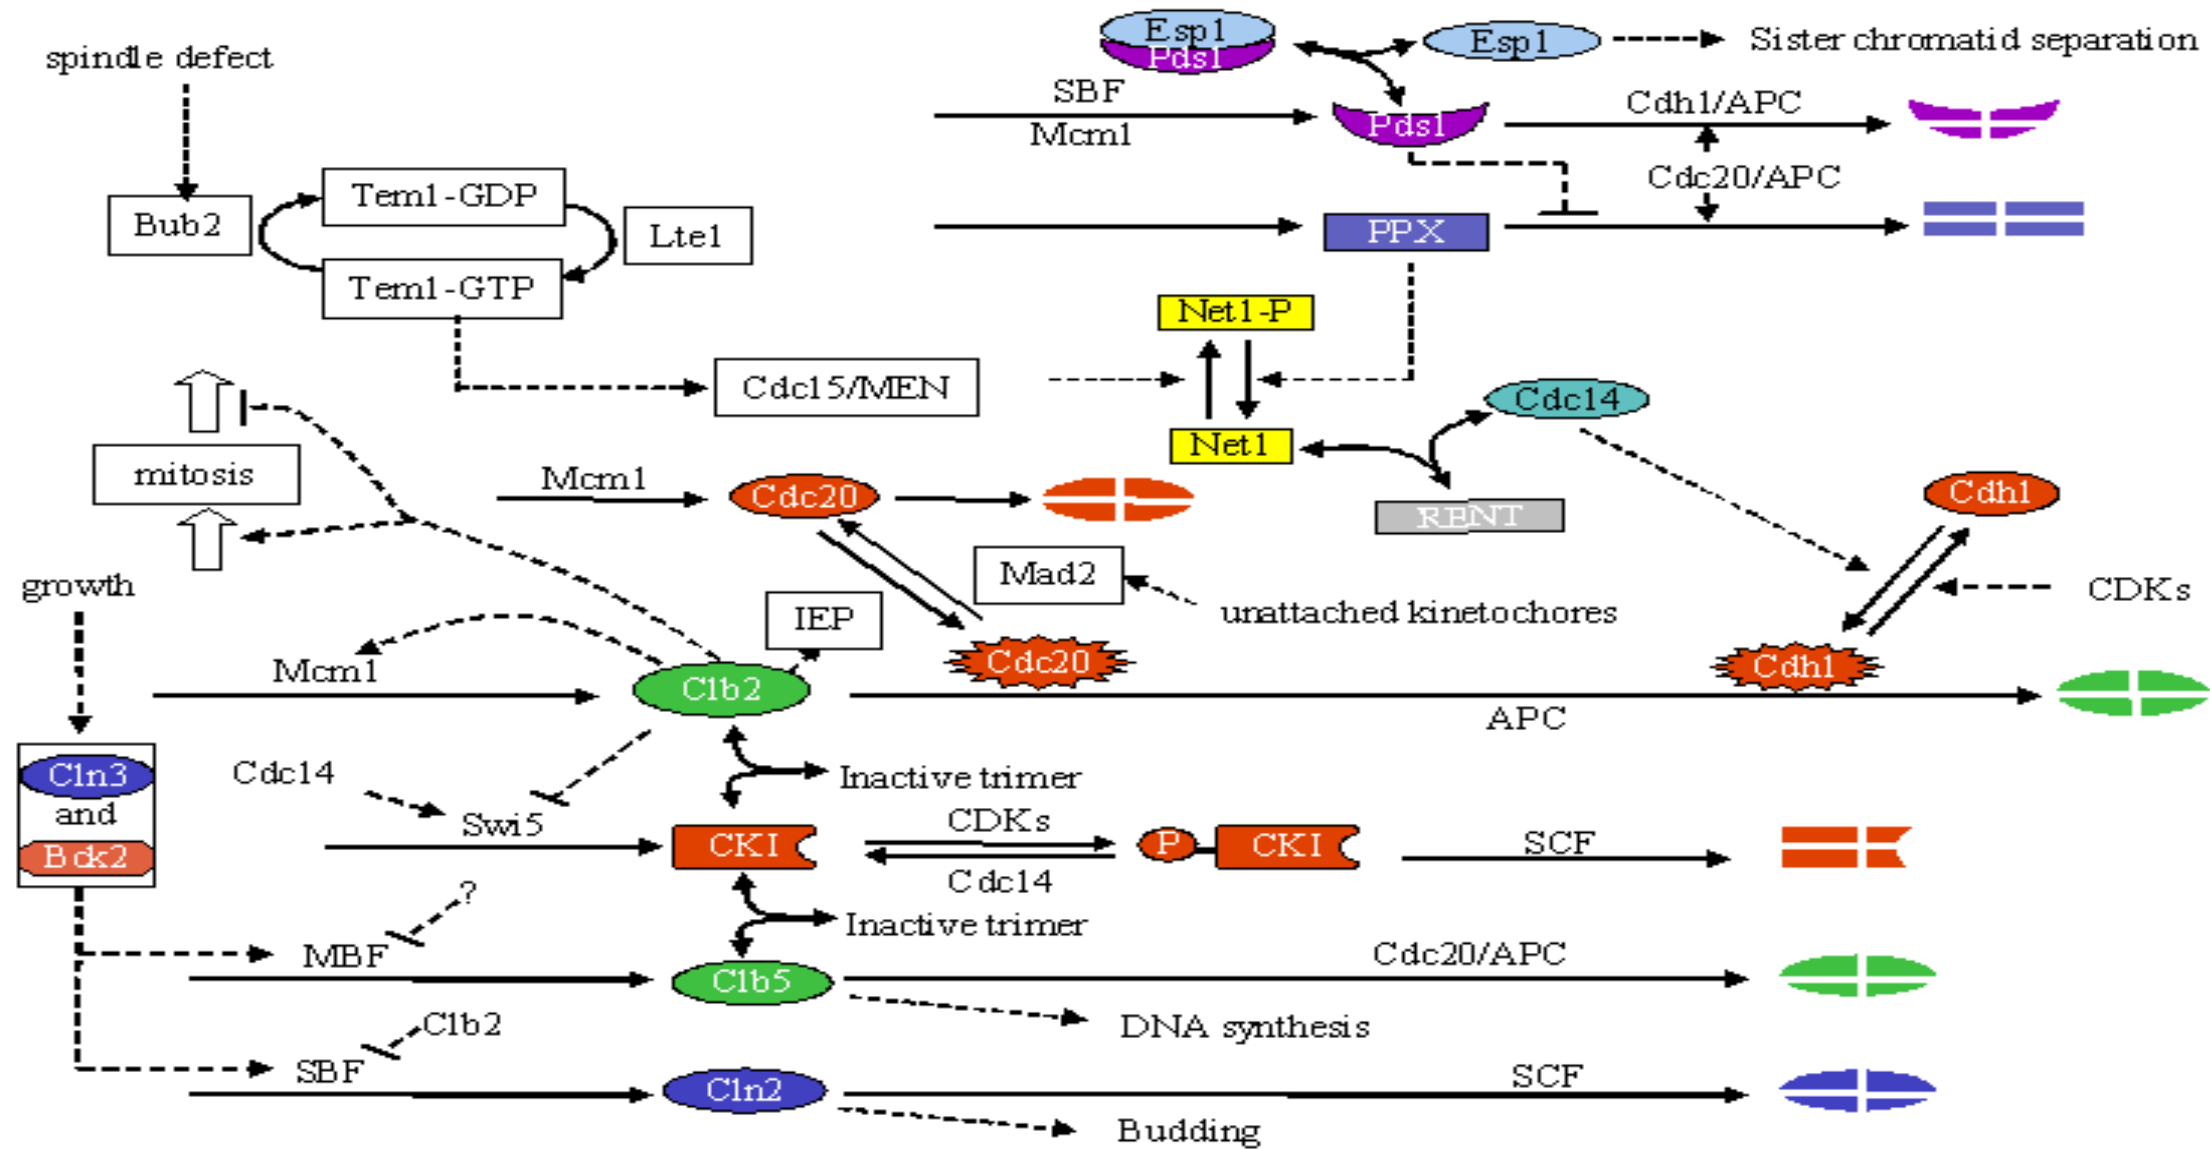 Esp1
Pds1
Esp1
Sister chromatid separation
spindle defect
SBF
Mcm1
Pds1
Cdh1/APC
Cdc20/APC
Tem1-GDP
Bub2
Lte1
PPX
Tem1-GTP
Net1-P
Cdc15/MEN
Cdc14
Net1
mitosis
Mcm1
Cdc20
RENT
Cdh1
Mad2
growth
unattached kinetochores
CDKs
IEP
Cdc20
Cdh1
Mcm1
Clb2
APC
Cln3
and
Bck2
Cdc14
Inactive trimer
Swi5
CKI
CDKs
Cdc14
P
CKI
SCF
?
Inactive trimer
MBF
Clb5
Cdc20/APC
Clb2
DNA synthesis
SBF
Cln2
SCF
Budding